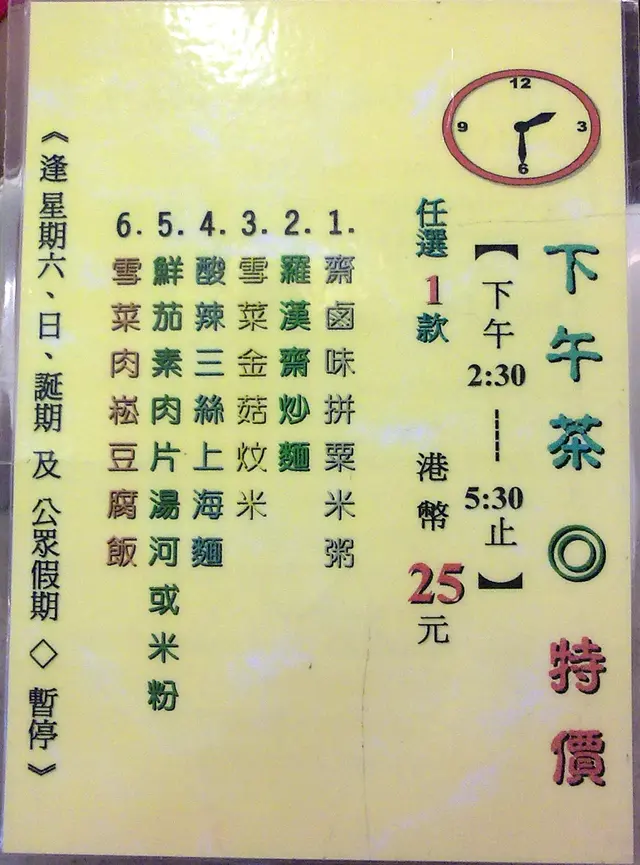 下午茶◎特價
【下午2:30-----5:30止】
任選1款 港幣25元
1.齋鹵味拼粟米粥
2.羅漢齋炒麵
3.雪菜金菇炆米
4.酸辣三絲上海麵
5.鮮茄素肉片湯河或米粉
6.雪菜肉崧豆腐飯
《逢星期六、日、誕期及公眾假期◇暫停》
12
3
6
9